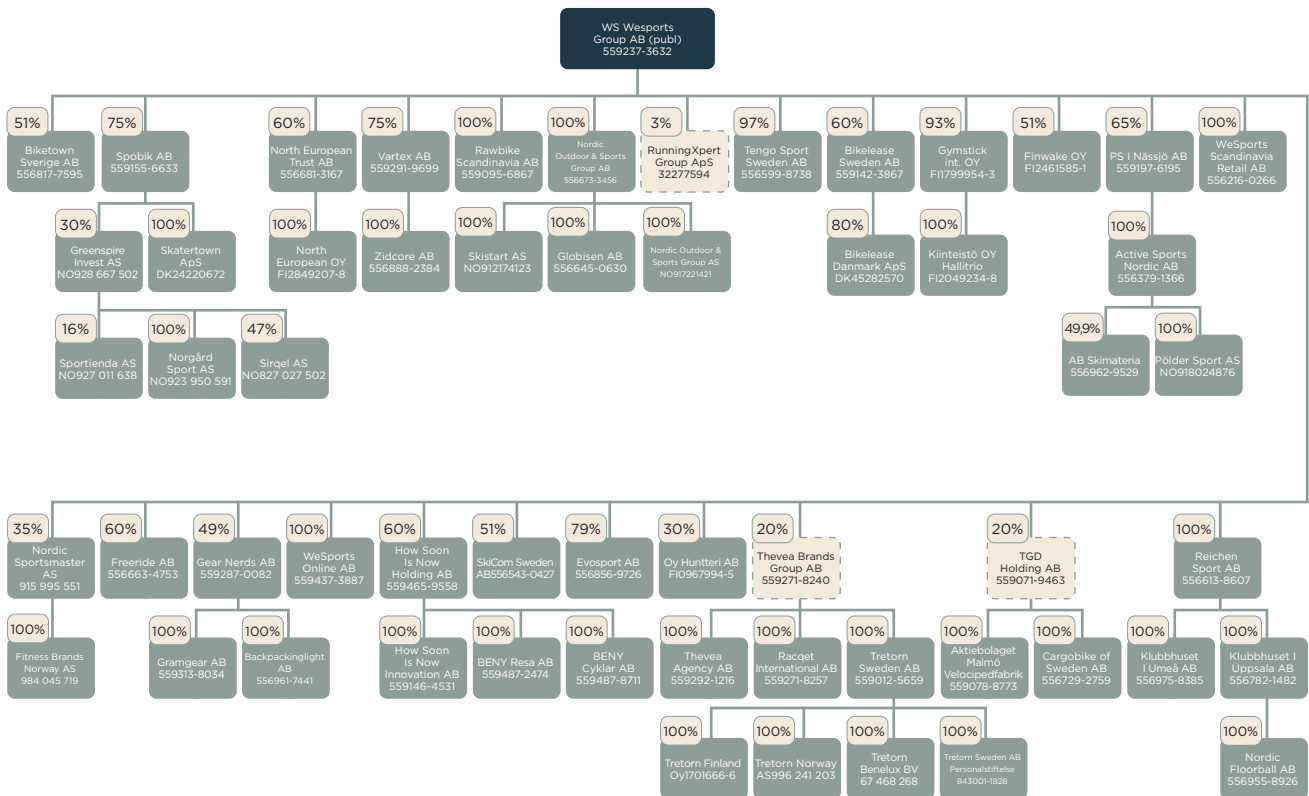 WS Wesports
Group AB (publ)
559237-3632
51%
Biketown
Sverige AB
556817-7595
75%
Spobik AB
559155-6633
60%
North European
Trust AB
556681-3167
75%
Vartex AB
559291-9699
100%
Rawbike
Scandinavia AB
559095-6867
100%
Nordic
Outdoor & Sports
Group AB
556673-3456
3%
RunningXpert
Group ApS
32277594
97%
Tengo Sport
Sweden AB
556599-8738
60%
Bikelease
Sweden AB
559142-3867
93%
Gymstick
int. OY
FI1799954-3
51%
Finwake OY
FI2461585-1
65%
PS I Nässjö AB
559197-6195
100%
WeSports
Scandinavia
Retail AB
556216-0266
30%
Greenspire
Invest AS
NO928 667 502
100%
Skatertown
ApS
DK24220672
100%
North
European OY
FI2849207-8
100%
Zidcore AB
556888-2384
100%
Skistart AS
NO912174123
100%
Globisen AB
556645-0630
100%
Nordic Outdoor &
Sports Group AS
NO917221421
80%
Bikelease
Danmark ApS
DK45282570
100%
Kiinteistö OY
Hallitrio
FI2049234-8
100%
Active Sports
Nordic AB
556379-1366
16%
Sportienda AS
NO927 011 638
100%
Norgård
Sport AS
NO923 950 591
47%
Sirqel AS
NO827 027 502
49,9%
AB Skimateria
556962-9529
100%
Pölder Sport AS
NO918024876
35%
Nordic
Sportsmaster
AS
915 995 551
60%
Freeride AB
556663-4753
49%
Gear Nerds AB
559287-0082
100%
WeSports
Online AB
559437-3887
60%
How Soon
Is Now
Holding AB
559465-9558
51%
SkiCom Sweden
AB556543-0427
79%
Evosport AB
556856-9726
30%
Oy Huntteri AB
FI0967994-5
20%
Thevea Brands
Group AB
559271-8240
20%
TGD
Holding AB
559071-9463
100%
Reichen
Sport AB
556613-8607
100%
Fitness Brands
Norway AS
984 045 719
100%
Gramgear AB
559313-8034
100%
Backpackinglight
AB
556961-7441
100%
How Soon
Is Now
Innovation AB
559146-4531
100%
BENY Resa AB
559487-2474
100%
BENY
Cyklar AB
559487-8711
100%
Thevea
Agency AB
559292-1216
100%
Racqet
International AB
559271-8257
100%
Tretorn
Sweden AB
559012-5659
100%
Aktiebolaget
Malmö
Velocipedfabrik
559078-8773
100%
Cargobike of
Sweden AB
556729-2759
100%
Klubbhuset
I Umeå AB
556975-8385
100%
Klubbhuset I
Uppsala AB
556782-1482
100%
Tretorn Finland
Oy1701666-6
100%
Tretorn Norway
AS996 241 203
100%
Tretorn
Benelux BV
67 468 268
100%
Tretorn Sweden AB
Personalstiftelse
843001-1828
100%
Nordic
Floorball AB
556955-8926